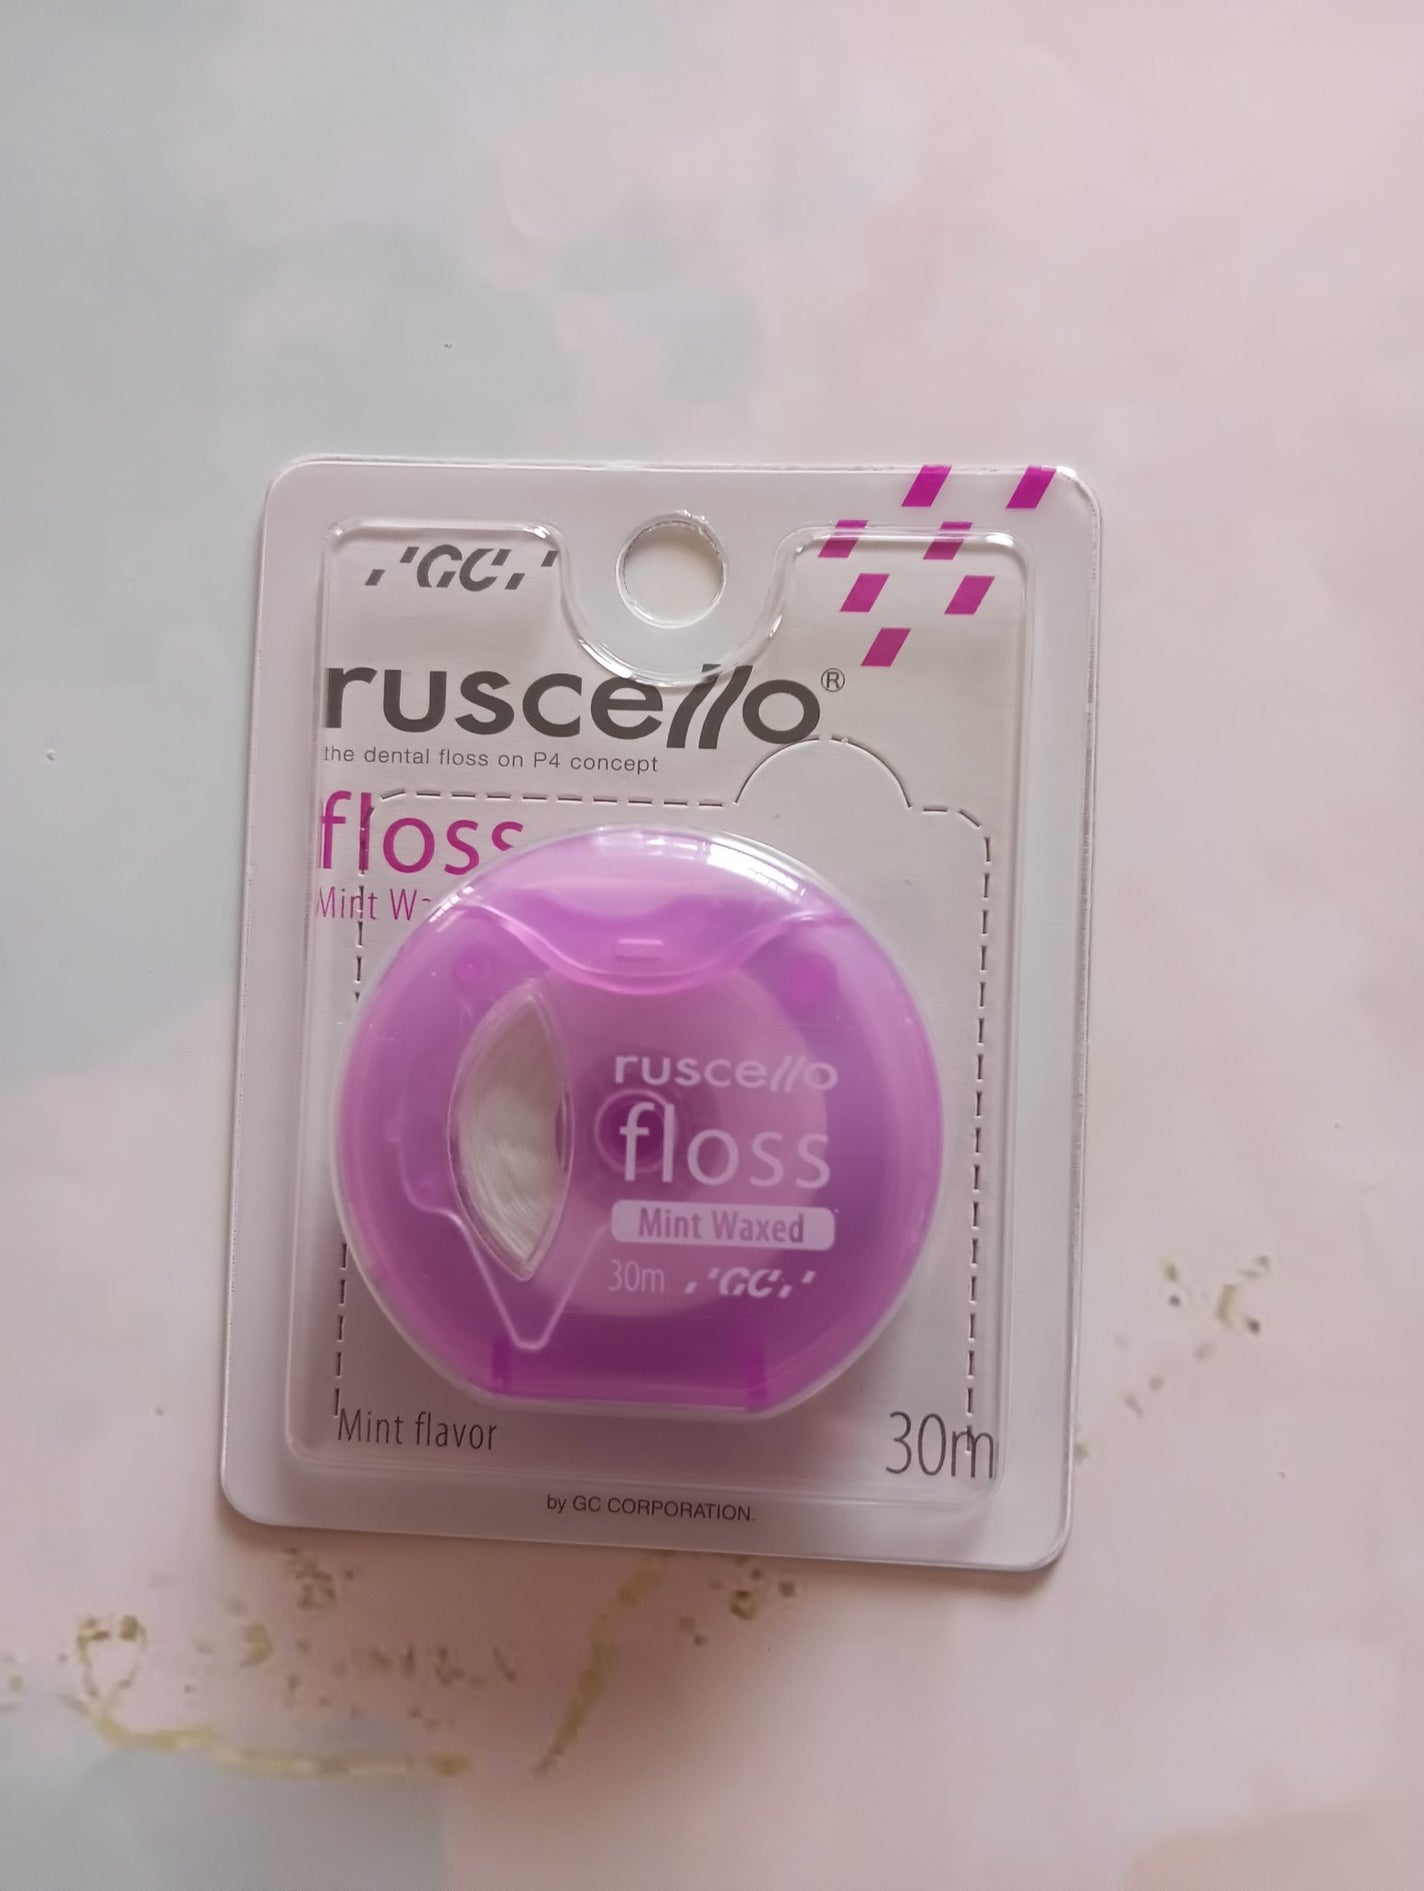 GC
ruscello®
the dental floss on P4 concept
floss
Mint
ruscello
floss
Mint Waxed
30m GC
Mint flavor
30m
by GC CORPORATION.